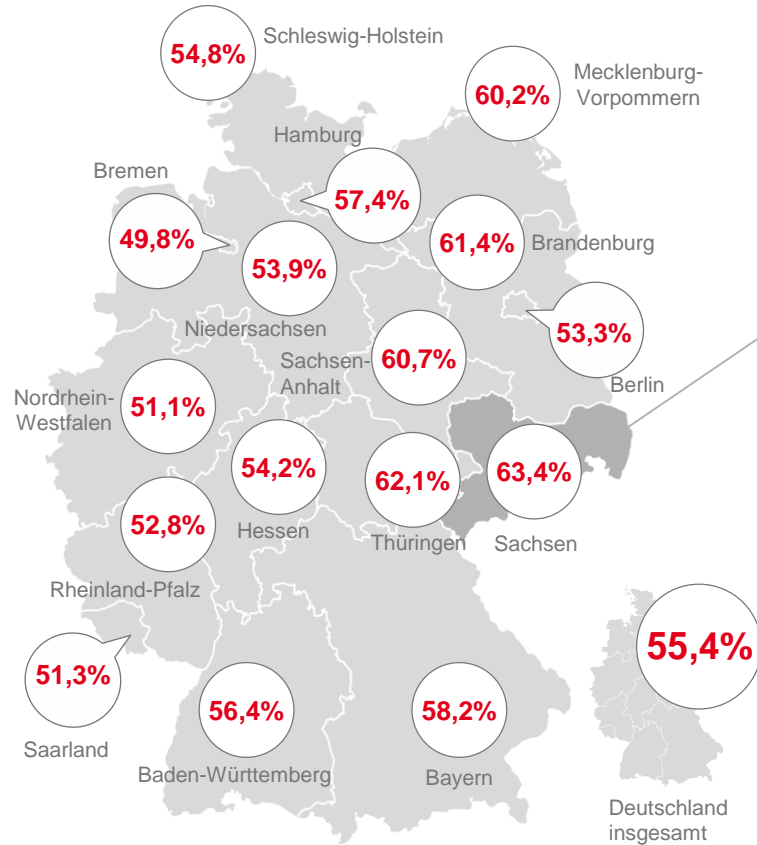 Schleswig-Holstein
54,8%
Mecklenburg-
Vorpommern
60,2%
Hamburg
57,4%
Bremen
49,8%
61,4%
Brandenburg
53,9%
Niedersachsen
53,3%
Berlin
Sachsen-
Anhalt
60,7%
Nordrhein-
Westfalen
51,1%
54,2%
Hessen
62,1%
Thüringen
63,4%
Sachsen
52,8%
Rheinland-Pfalz
51,3%
Saarland
56,4%
Baden-Württemberg
58,2%
Bayern
55,4%
Deutschland
insgesamt